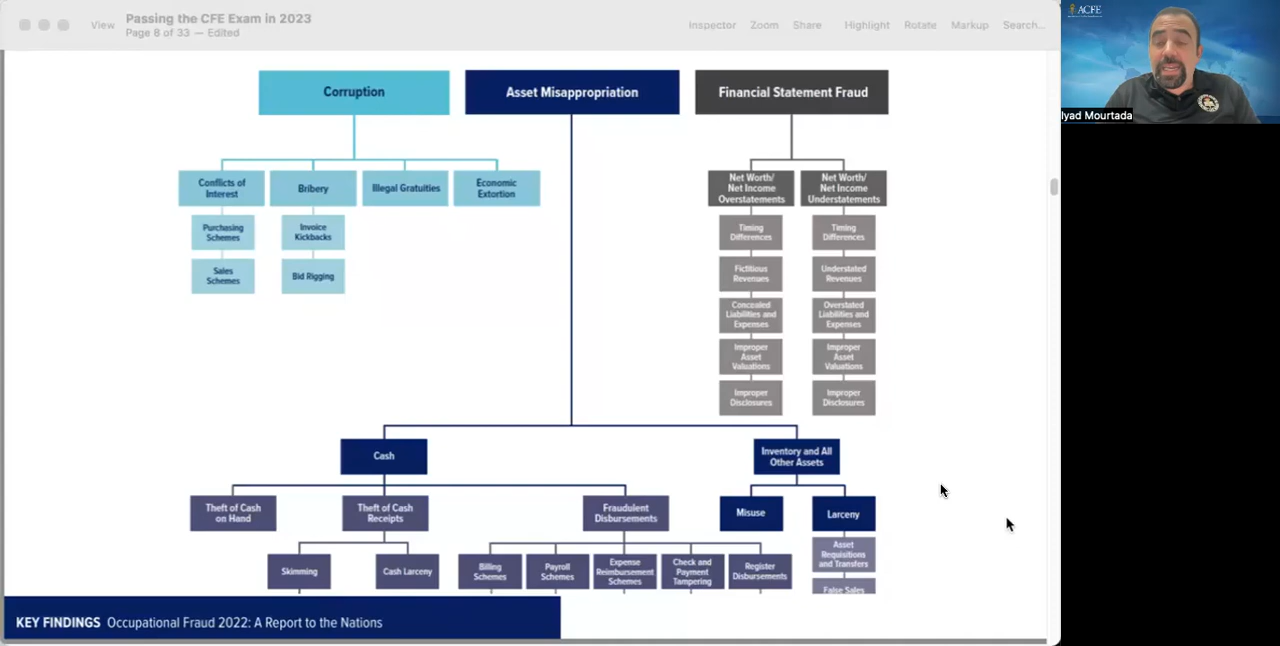 View
Passing the CFE Exam in 2023
Page 8 of 33 — Edited
Inspector
Zoom
Share
Highlight
Rotate
Markup
Search...
ACFE
Iyad Mourtada
Corruption
Asset Misappropriation
Financial Statement Fraud
Conflicts of
Interest
Bribery
Illegal Gratuities
Economic
Extortion
Purchasing
Schemes
Invoice
Kickbacks
Sales
Schemes
Bid Rigging
Net Worth/
Net Income
Overstatements
Net Worth/
Net Income
Understatements
Timing
Differences
Timing
Differences
Fictitious
Revenues
Understated
Revenues
Concealed
Liabilities and
Expenses
Overstated
Liabilities and
Expenses
Improper
Asset
Valuations
Improper
Asset
Valuations
Improper
Disclosures
Improper
Disclosures
Cash
Inventory and All
Other Assets
Theft of Cash
on Hand
Theft of Cash
Receipts
Fraudulent
Disbursements
Misuse
Larceny
Skimming
Cash Larceny
Billing
Schemes
Payroll
Schemes
Expense
Reimbursement
Schemes
Check and
Payment
Tampering
Register
Disbursements
Asset
Requisitions
and Transfers
False Sales
KEY FINDINGS Occupational Fraud 2022: A Report to the Nations